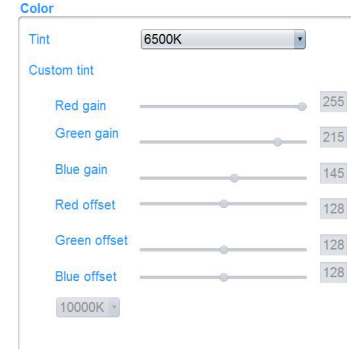 Color
Tint 6500K
Custom tint
Red gain 255
Green gain 215
Blue gain 145
Red offset 128
Green offset 128
Blue offset 128
10000K